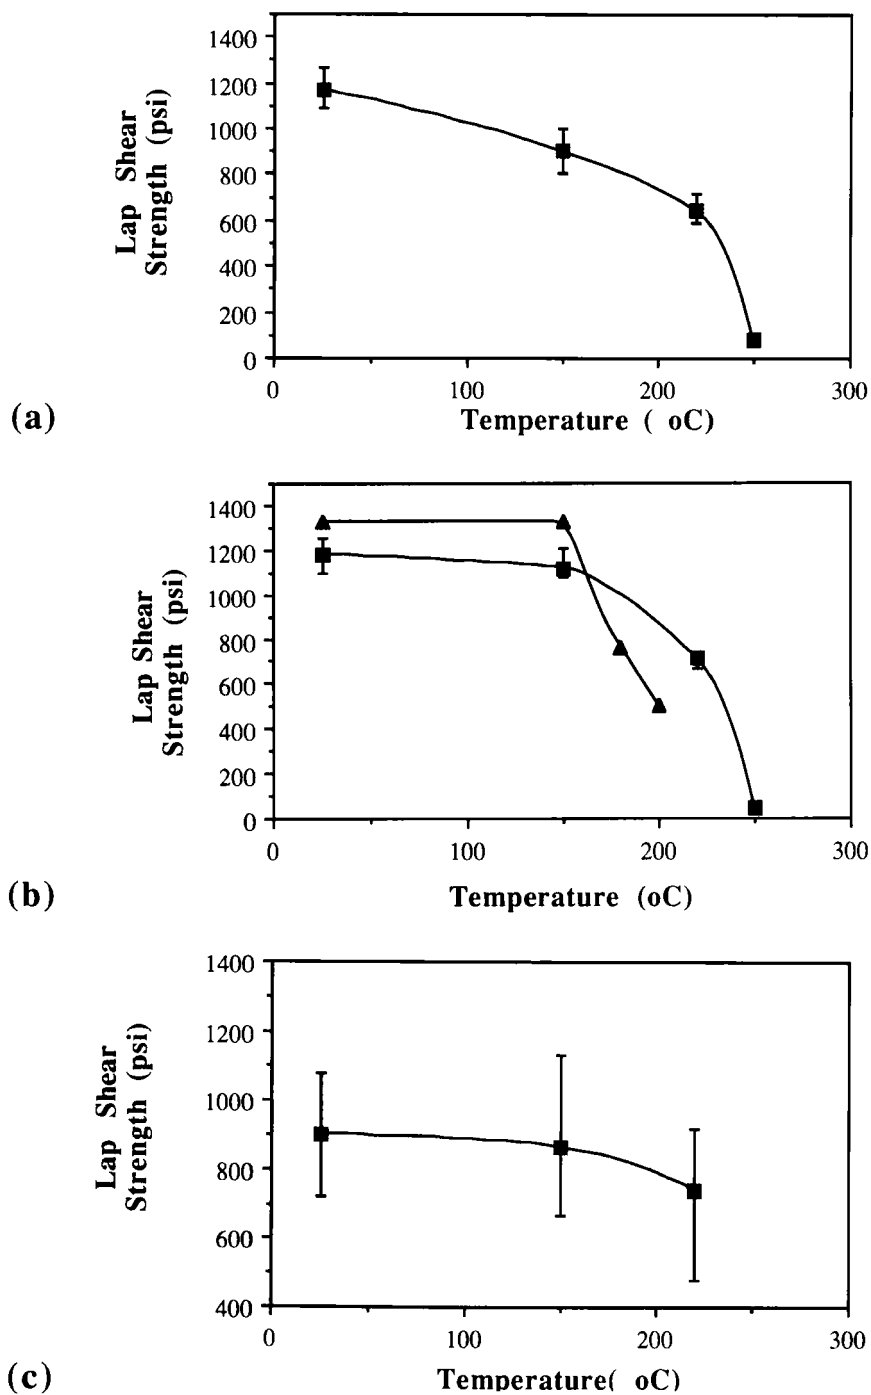 1400
1200
1000
800
600
400
200
0
Lap Shear
Strength (psi)
0 100 200 300
Temperature ( oC)
(a)
1400
1200
1000
800
600
400
200
0
Lap Shear
Strength (psi)
0 100 200 300
Temperature (oC)
(b)
1400
1200
1000
800
600
400
Lap Shear
Strength (psi)
0 100 200 300
Temperature( oC)
(c)